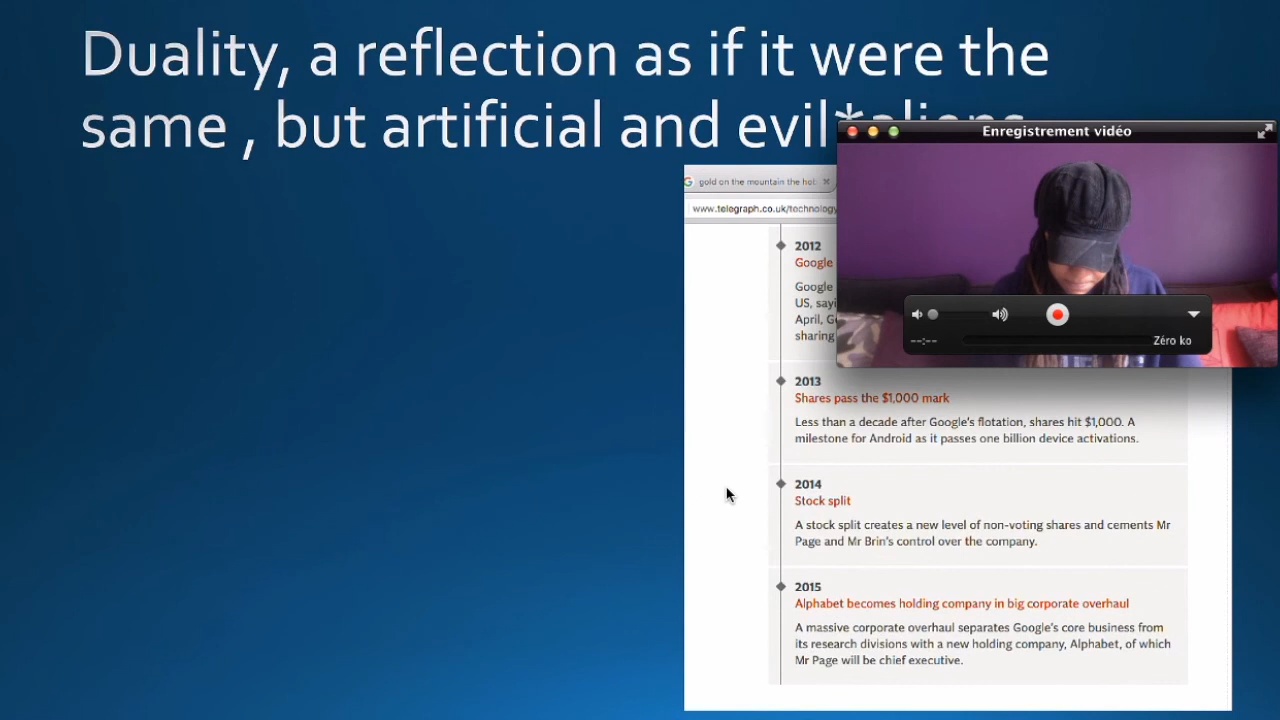 Duality, a reflection as if it were the
same , but artificial and evil*aliens
Enregistrement vidéo
gold on the mountain the hob
www.telegraph.co.uk/technology
2012
Google
Google
US, sayi
April, G
sharing
--:--
Zéro ko
2013
Shares pass the $1,000 mark
Less than a decade after Google's flotation, shares hit $1,000. A
milestone for Android as it passes one billion device activations.
2014
Stock split
A stock split creates a new level of non-voting shares and cements Mr
Page and Mr Brin's control over the company.
2015
Alphabet becomes holding company in big corporate overhaul
A massive corporate overhaul separates Google's core business from
its research divisions with a new holding company, Alphabet, of which
Mr Page will be chief executive.